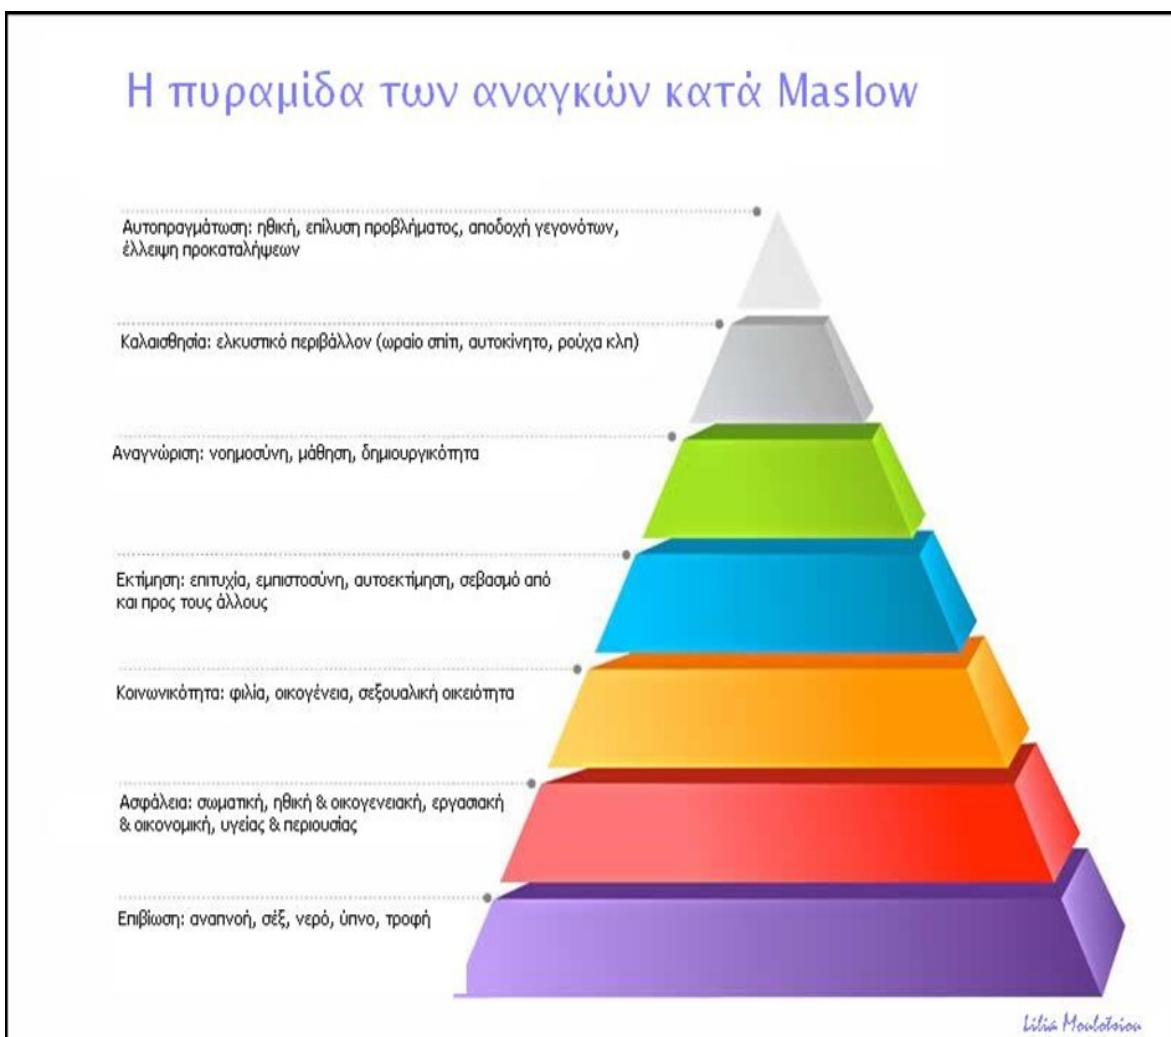 Η πυραμίδα των αναγκών κατά Maslow
Αυτοπραγμάτωση: ηθική, επίλυση προβλήματος, αποδοχή γεγονότων,
έλλειψη προκαταλήψεων
Καλαισθησία: ελκυστικό περιβάλλον (ωραίο σπίτι, αυτοκίνητο, ρούχα κλπ)
Αναγνώριση: νοημοσύνη, μάθηση, δημιουργικότητα
Εκτίμηση: επιτυχία, εμπιστοσύνη, αυτοεκτίμηση, σεβασμό από
και προς τους άλλους
Κοινωνικότητα: φιλία, οικογένεια, σεξουαλική οικειότητα
Ασφάλεια: σωματική, ηθική & οικογενειακή, εργασιακή
& οικονομική, υγείας & περιουσίας
Επιβίωση: αναπνοή, σέξ, νερό, ύπνο, τροφή
Lilia Moulotsiou